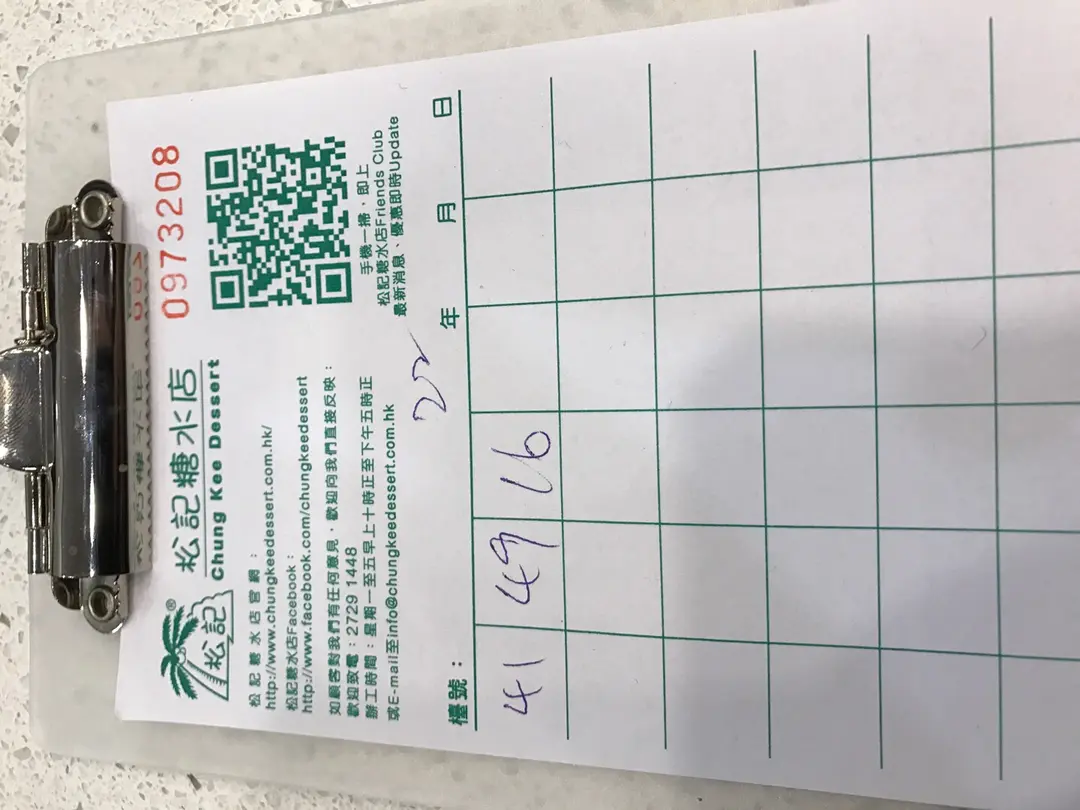 0973208
松記®
松記糖水店
Chung Kee Dessert
松記糖水店官網：
http://www.chungkeedessert.com.hk/
松記糖水店Facebook：
http://www.facebook.com/chungkeedessert
如顧客對我們有任何意見，歡迎向我們直接反映：
歡迎致電：2729 1448
辦工時間：星期一至五早上十時正至下午五時正
或E-mail至info@chungkeedessert.com.hk
手機一掃，即上
松記糖水店Friends Club
最新消息、優惠即時Update
22
檯號： 年 月 日
41 49 16